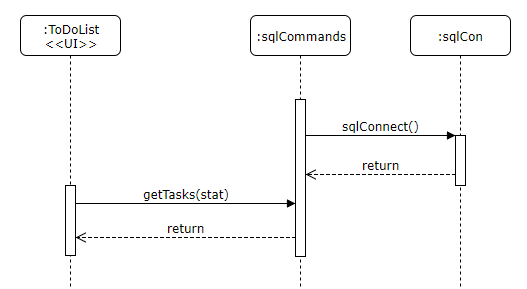 :ToDoList
<<UI>>
:sqlCommands
:sqlCon
sqlConnect()
return
getTasks(stat)
return